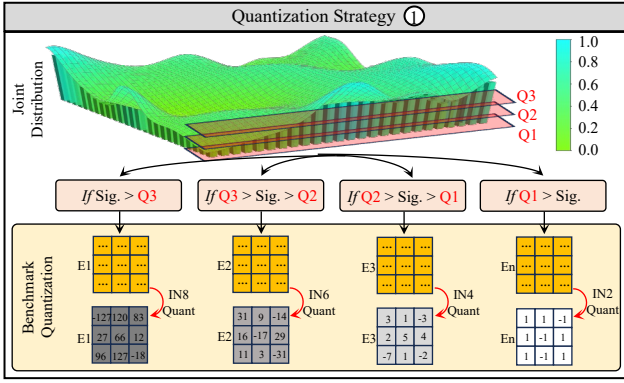 Quantization Strategy 1
Joint
Distribution
1.0
0.8
0.6
0.4
0.2
0.0
Q3
Q2
Q1
If Sig. > Q3
If Q3 > Sig. > Q2
If Q2 > Sig. > Q1
If Q1 > Sig.
Benchmark
Quantization
E1
... ... ...
... ... ...
... ... ...
IN8
Quant
E1
-127 120 83
27 66 12
96 127 -18
E2
... ... ...
... ... ...
... ... ...
IN6
Quant
E2
31 9 -14
16 -17 29
11 3 -31
E3
... ... ...
... ... ...
... ... ...
IN4
Quant
E3
3 1 -3
2 5 4
-7 1 -2
En
... ... ...
... ... ...
... ... ...
IN2
Quant
En
1 1 -1
1 -1 1
-1 1 1